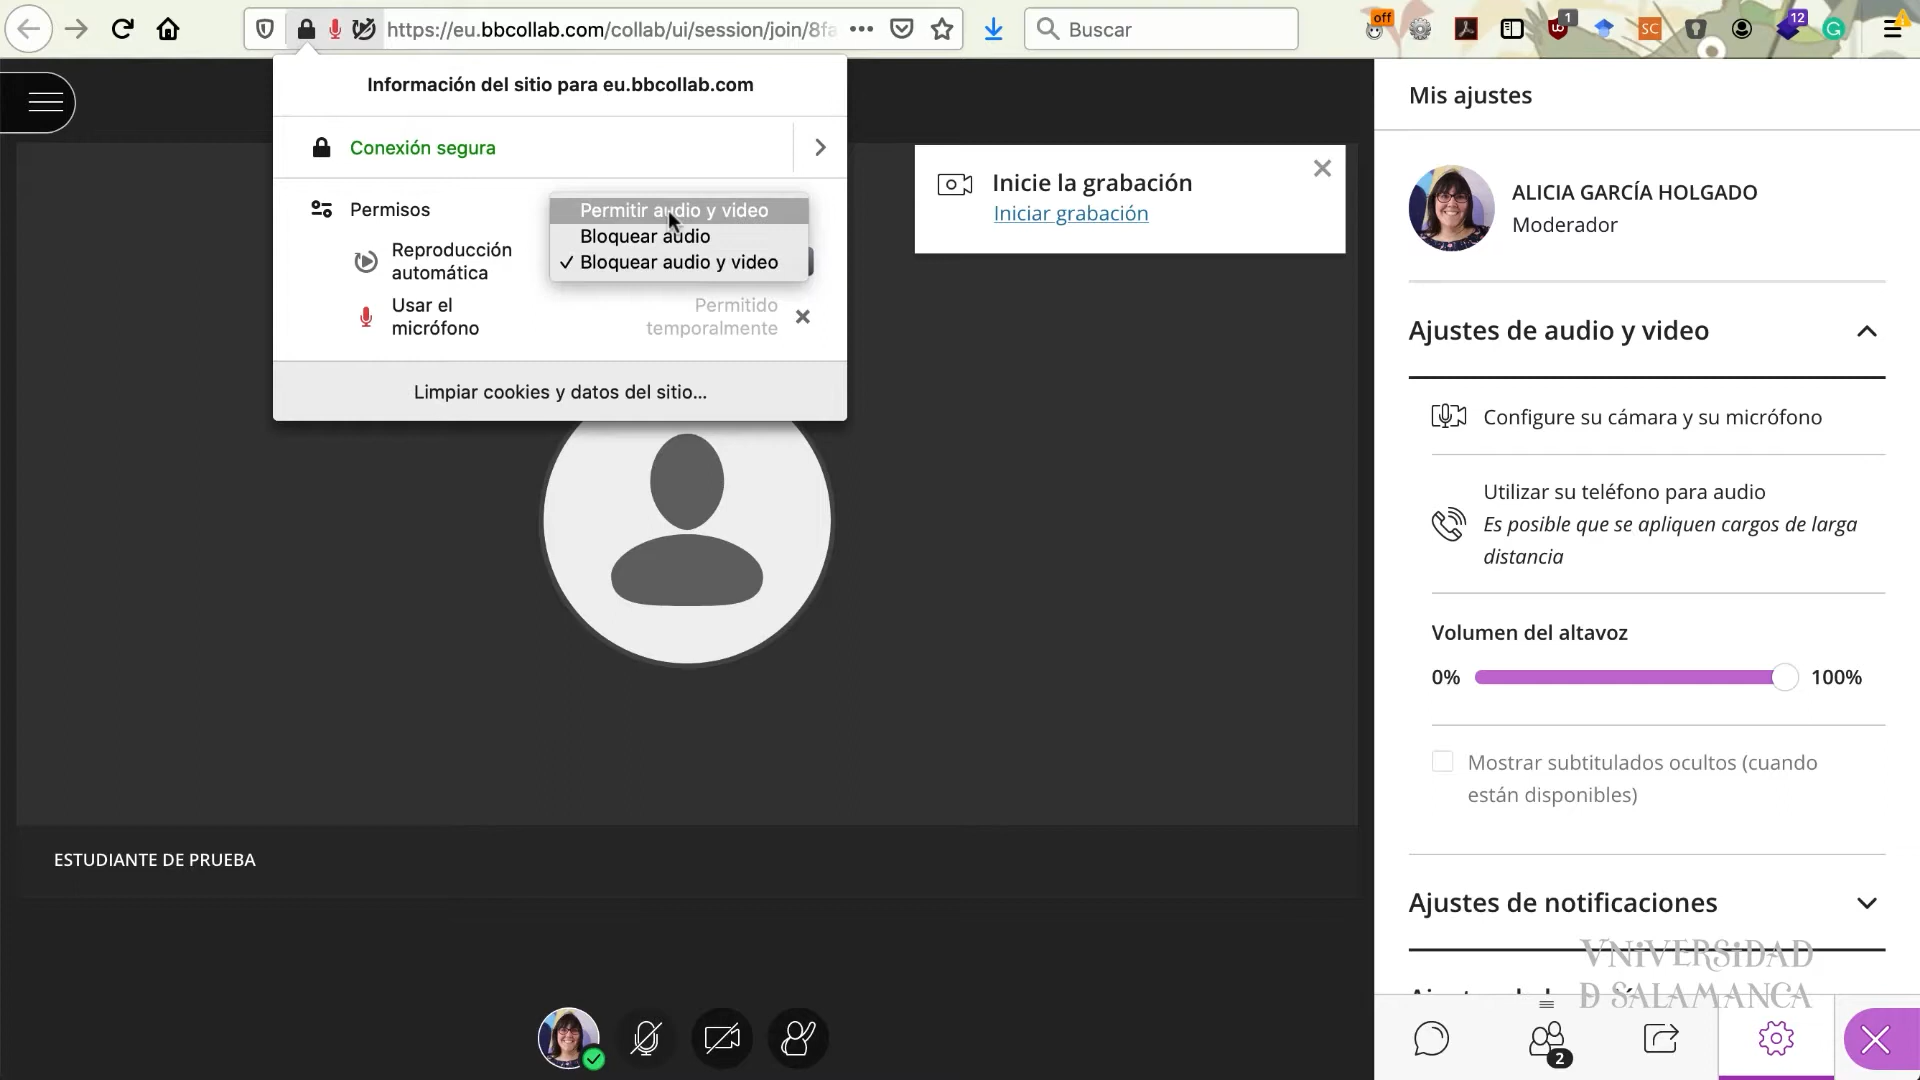 https://eu.bbcollab.com/collab/ui/session/join/8fa
Buscar
off
SC
1
12
Información del sitio para eu.bbcollab.com
Conexión segura
Permisos
Permitir audio y video
Bloquear audio
✓ Bloquear audio y video
Reproducción
automática
Usar el
micrófono
Permitido
temporalmente
Limpiar cookies y datos del sitio...
Inicie la grabación
Iniciar grabación
ESTUDIANTE DE PRUEBA
Mis ajustes
ALICIA GARCÍA HOLGADO
Moderador
Ajustes de audio y video
Configure su cámara y su micrófono
Utilizar su teléfono para audio
Es posible que se apliquen cargos de larga
distancia
Volumen del altavoz
0%
100%
Mostrar subtitulados ocultos (cuando
están disponibles)
Ajustes de notificaciones
VNiVERSiDAD
D SALAMANCA
2